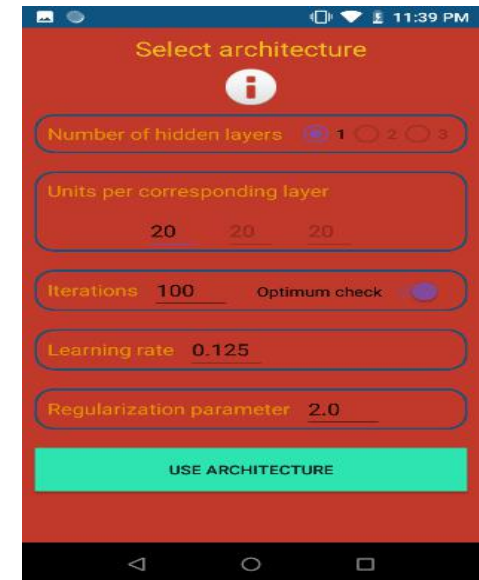 11:39 PM
Select architecture
i
Number of hidden layers 1 2 3
Units per corresponding layer
20 20 20
Iterations 100 Optimum check
Learning rate 0.125
Regularization parameter 2.0
USE ARCHITECTURE